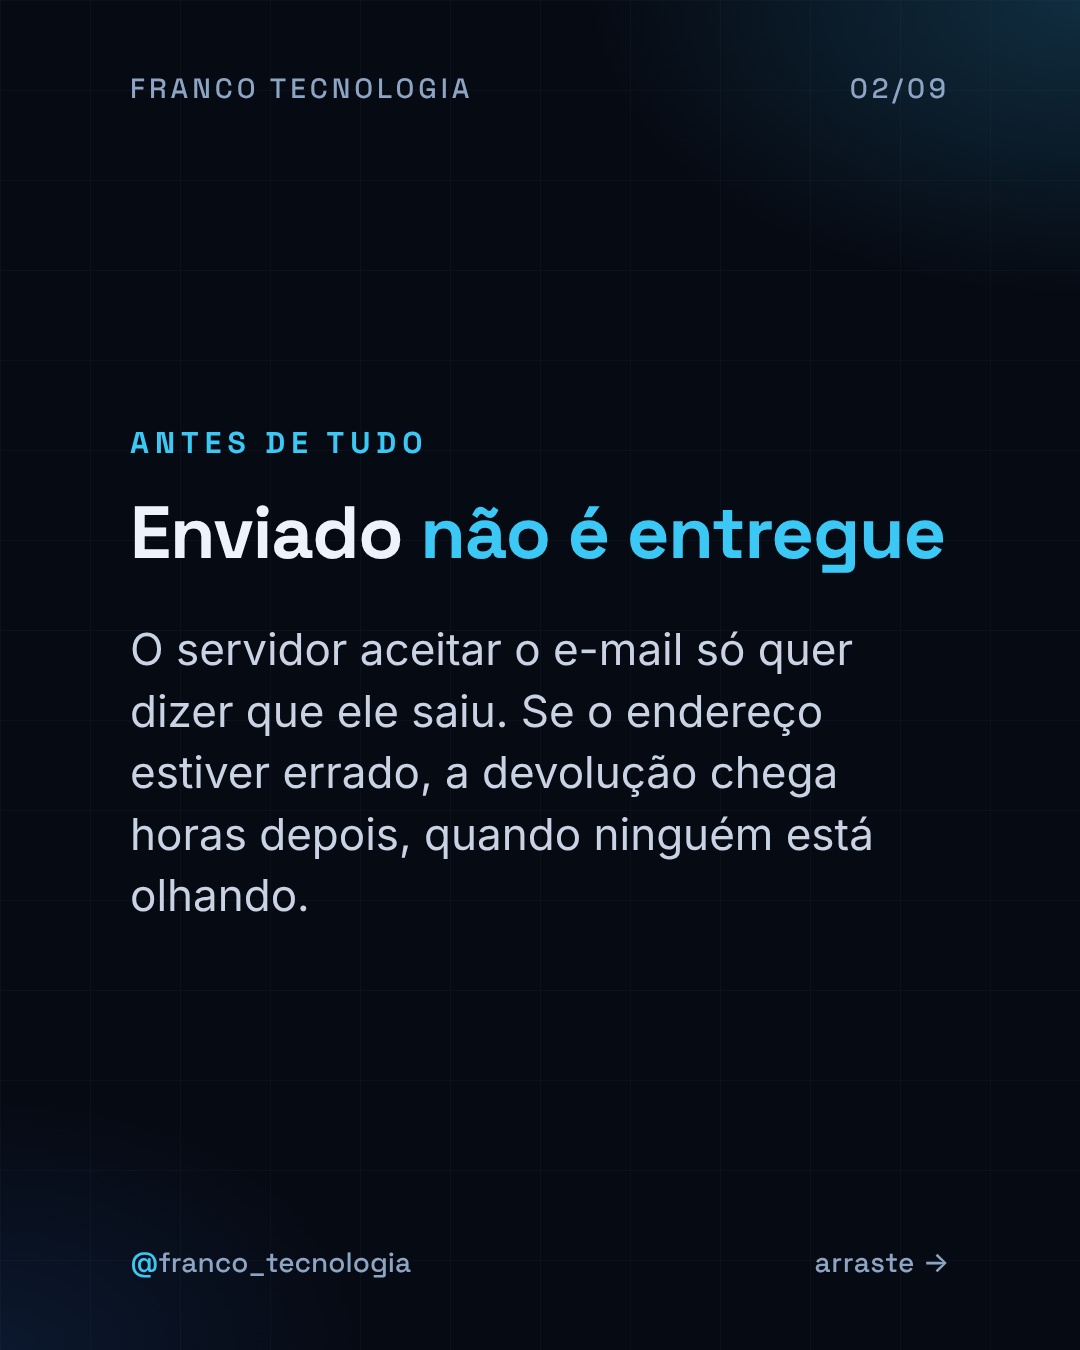 FRANCO TECNOLOGIA
02/09
ANTES DE TUDO
Enviado não é entregue
O servidor aceitar o e-mail só quer
dizer que ele saiu. Se o endereço
estiver errado, a devolução chega
horas depois, quando ninguém está
olhando.
@franco_tecnologia
arraste →